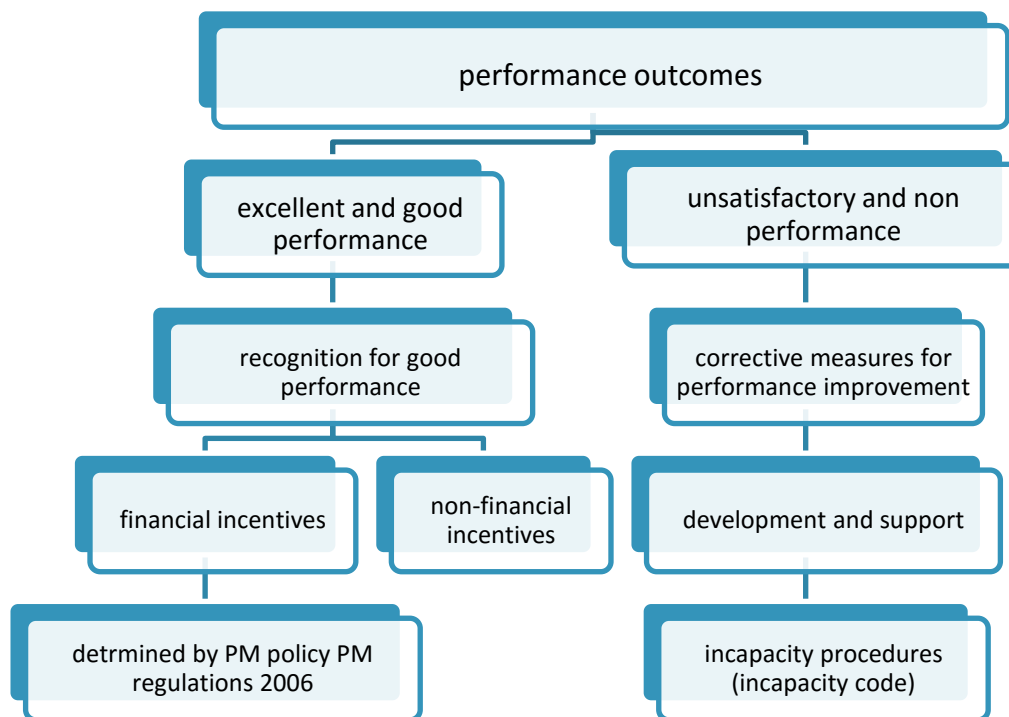 performance outcomes
excellent and good
performance
unsatisfactory and non
performance
recognition for good
performance
corrective measures for
performance improvement
financial incentives
non-financial
incentives
development and support
detrmined by PM policy PM
regulations 2006
incapacity procedures
(incapacity code)